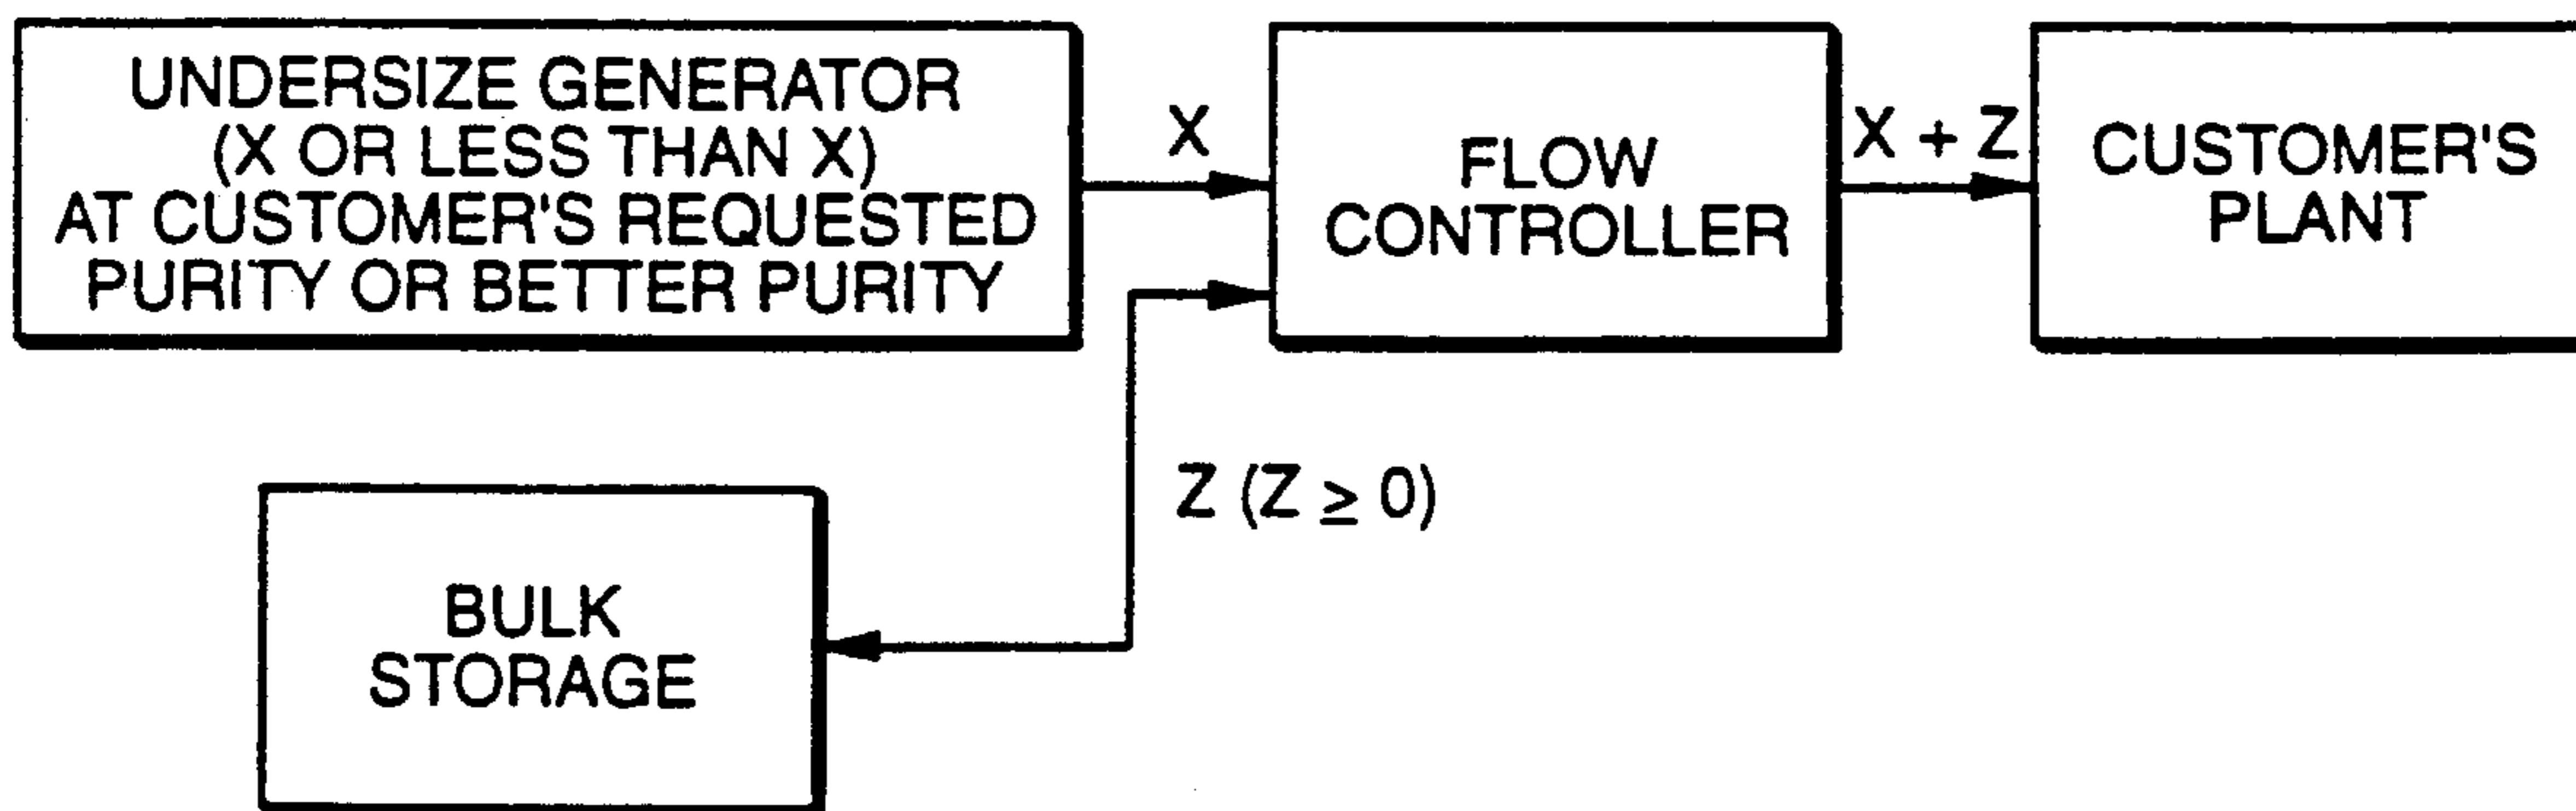 UNDERSIZE GENERATOR
(X OR LESS THAN X)
AT CUSTOMER'S REQUESTED
PURITY OR BETTER PURITY
X
FLOW
CONTROLLER
X + Z
CUSTOMER'S
PLANT
Z (Z ≥ 0)
BULK
STORAGE